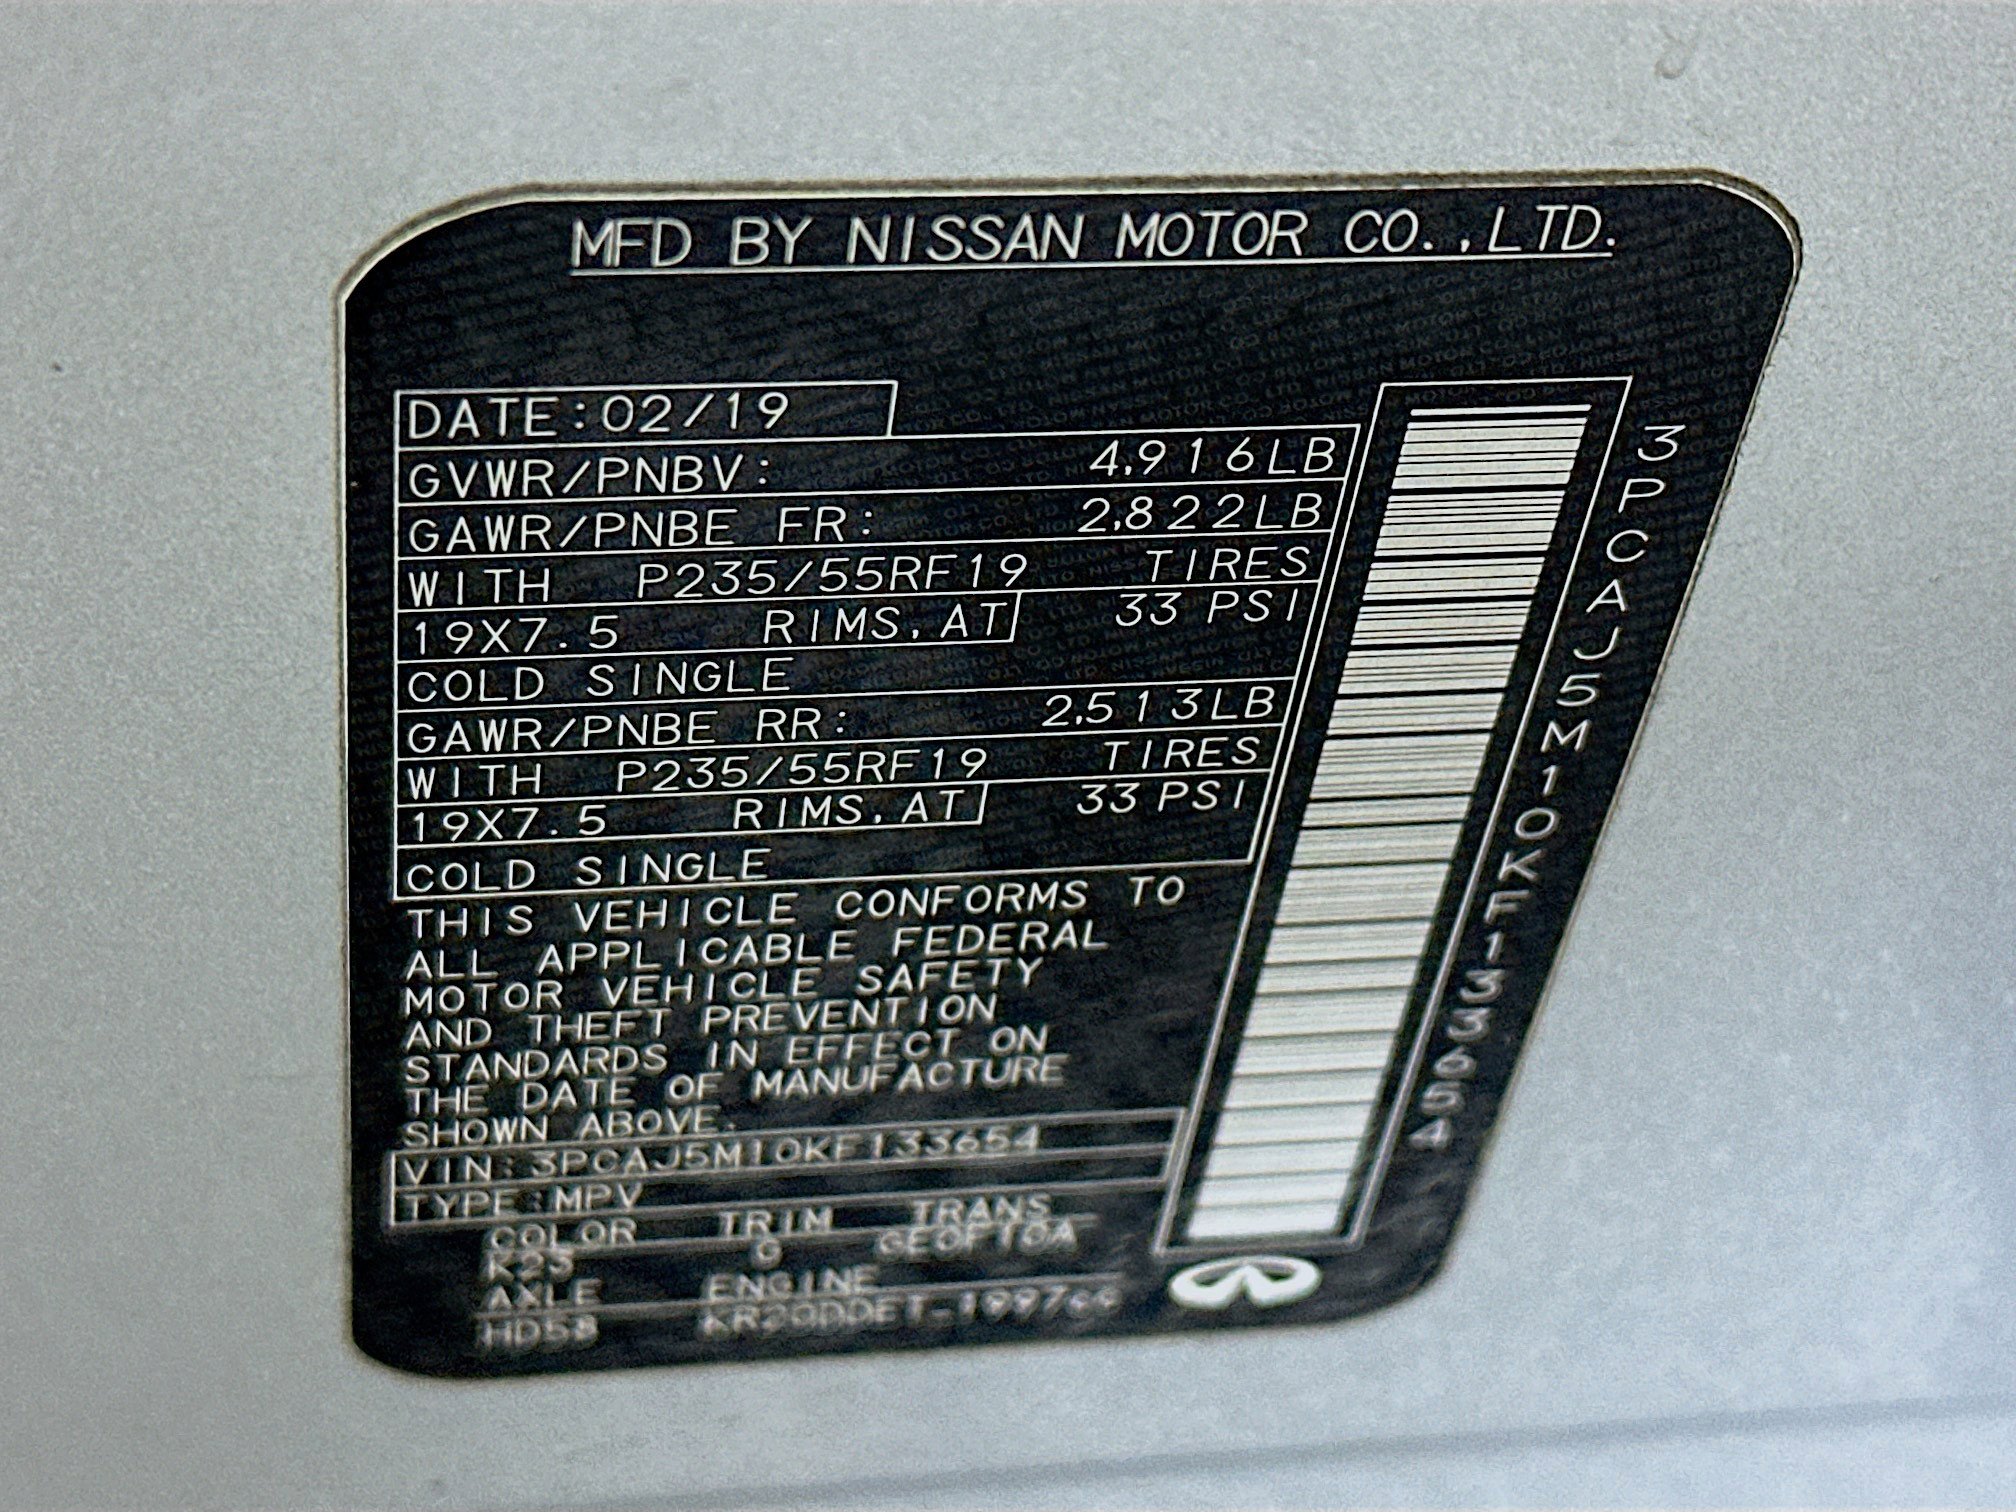 MFD BY NISSAN MOTOR CO.,LTD.
DATE:02/19
GVWR/PNBV: 4,916LB
GAWR/PNBE FR: 2,822LB
WITH P235/55RF19 TIRES
19X7.5 RIMS,AT 33 PSI
COLD SINGLE
GAWR/PNBE RR: 2,513LB
WITH P235/55RF19 TIRES
19X7.5 RIMS,AT 33 PSI
COLD SINGLE
THIS VEHICLE CONFORMS TO
ALL APPLICABLE FEDERAL
MOTOR VEHICLE SAFETY
AND THEFT PREVENTION
STANDARDS IN EFFECT ON
THE DATE OF MANUFACTURE
SHOWN ABOVE.
VIN:3PCAJ5M10KF133654
TYPE:MPV
COLOR TRIM TRANS
K23 G
AXLE ENGINE
HD58 KR20DDET-1997cc
3PCAJ5M10KF133654